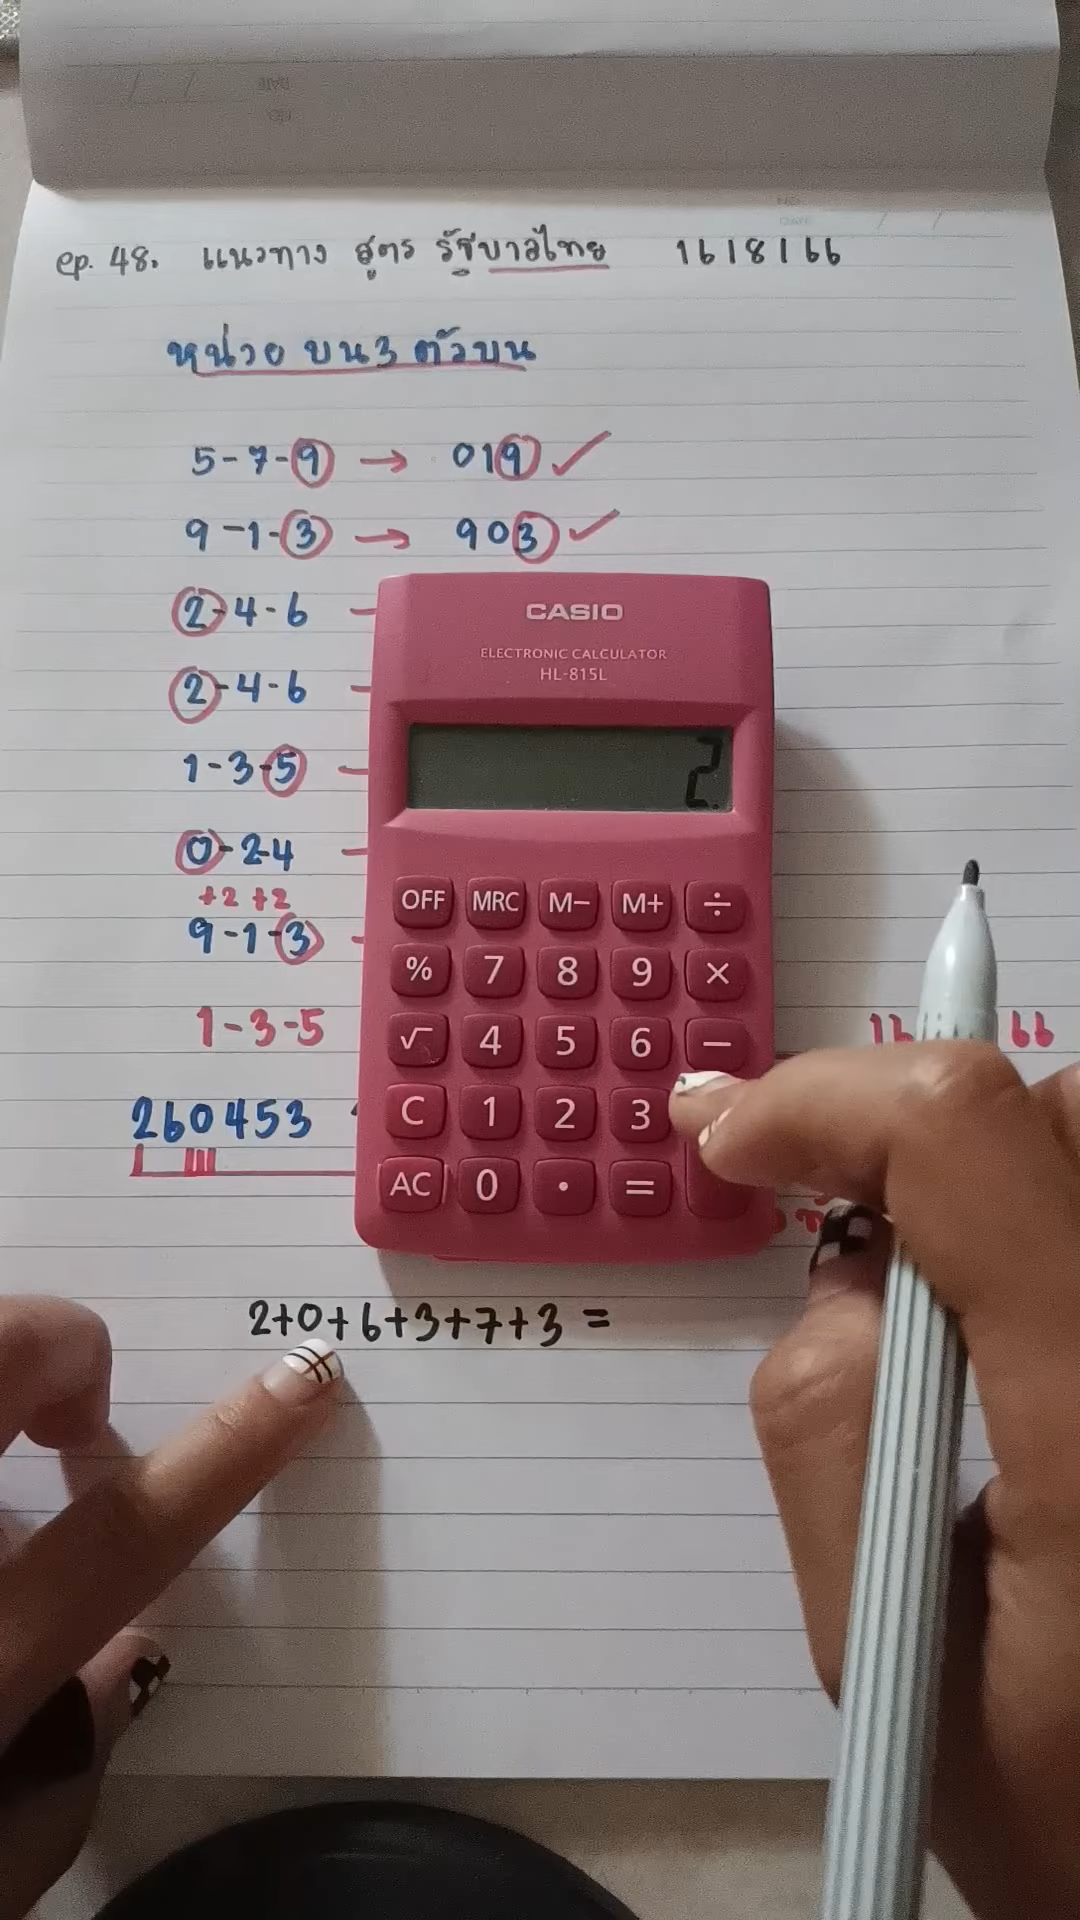 ep. 48. แนวทาง สูตร รัฐบาลไทย 1618166
หน่วย บน3 ตัวบน
5-7-9 → 019 ✓
9-1-3 → 903 ✓
2-4-6
2-4-6
1-3-5
0-2-4
+2 +2
9-1-3
1-3-5
16 66
260453
2+0+6+3+7+3 =
CASIO
ELECTRONIC CALCULATOR
HL-815L
2.
OFF MRC M− M+ ÷
% 7 8 9 ×
√ 4 5 6 −
C 1 2 3
AC 0 . =